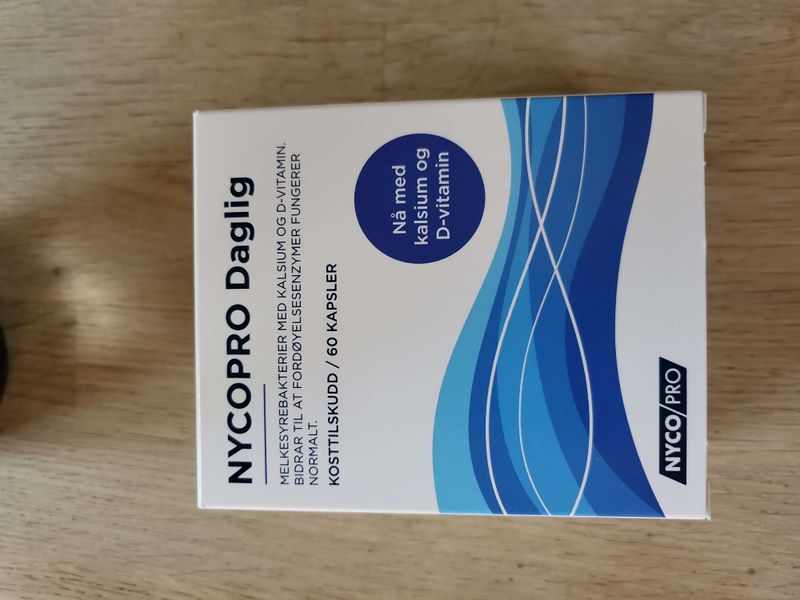 NYCOPRO Daglig
MELKESYREBAKTERIER MED KALSIUM OG D-VITAMIN.
BIDRAR TIL AT FORDØYELSESENZYMER FUNGERER
NORMALT.
KOSTTILSKUDD / 60 KAPSLER
Nå med
kalsium og
D-vitamin
NYCO/PRO